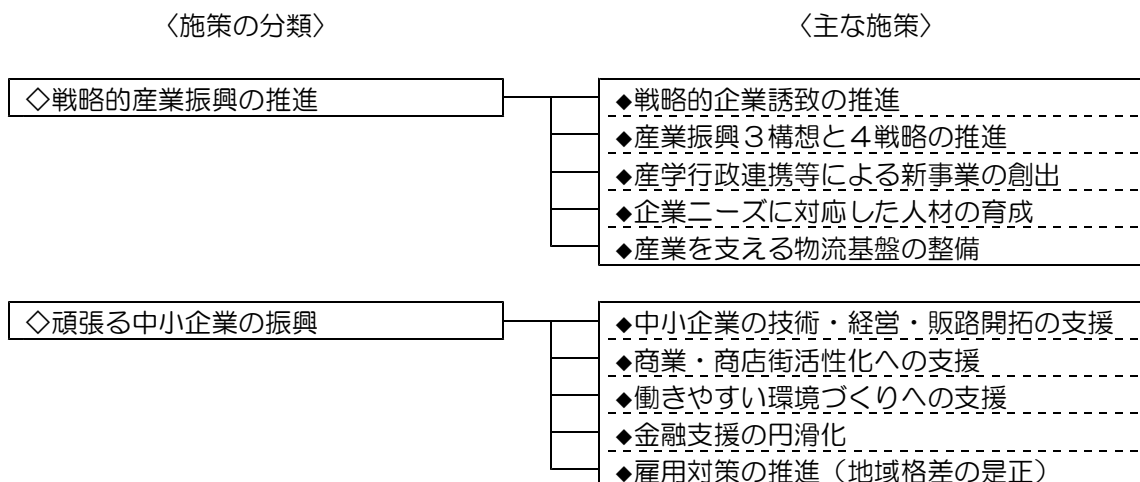 〈施策の分類〉 〈主な施策〉
◇戦略的産業振興の推進
◆戦略的企業誘致の推進
◆産業振興３構想と４戦略の推進
◆産学行政連携等による新事業の創出
◆企業ニーズに対応した人材の育成
◆産業を支える物流基盤の整備
◇頑張る中小企業の振興
◆中小企業の技術・経営・販路開拓の支援
◆商業・商店街活性化への支援
◆働きやすい環境づくりへの支援
◆金融支援の円滑化
◆雇用対策の推進（地域格差の是正）